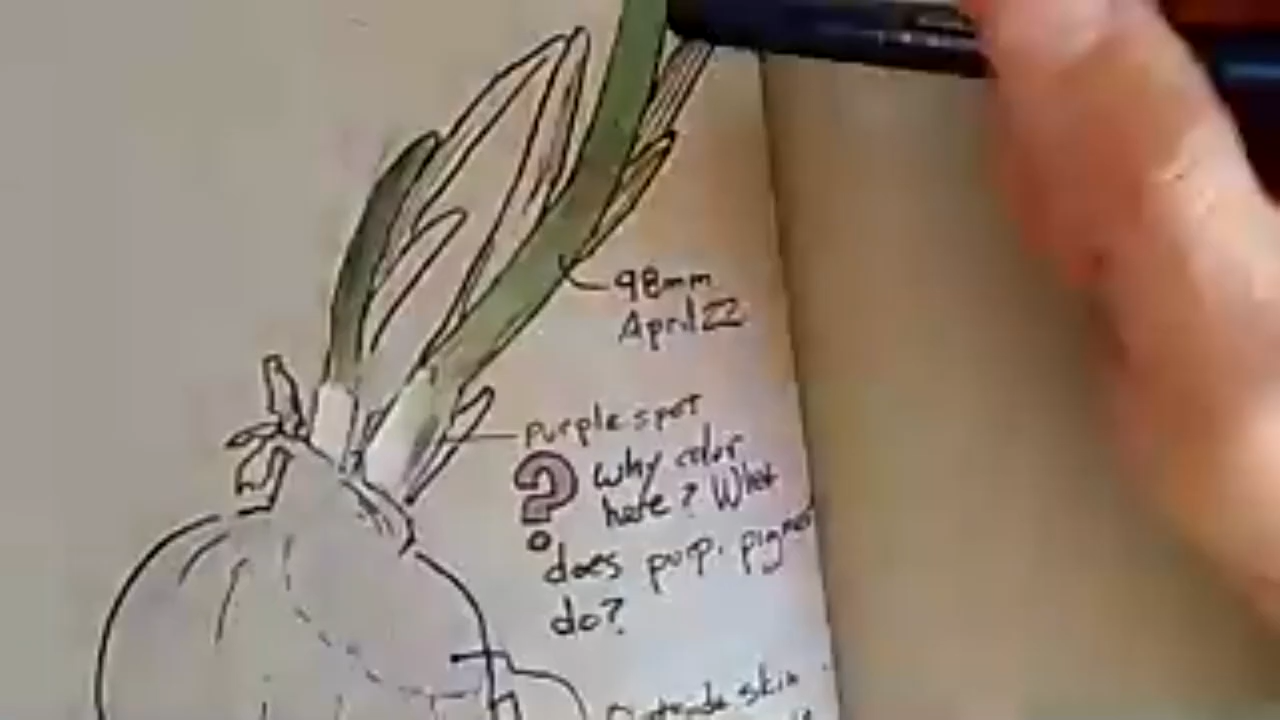 98mm
April 22
purple spot
? Why color
here? What
does purp. pigment
do?
Outside skin